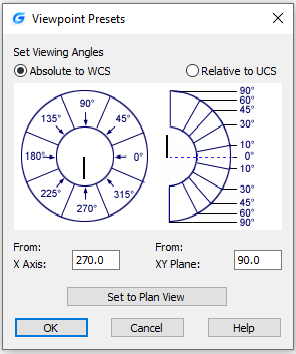 Viewpoint Presets
Set Viewing Angles
Absolute to WCS
Relative to UCS
90°
135°
45°
180°
0°
225°
315°
270°
90°
60°
45°
30°
10°
0°
10°
30°
45°
60°
90°
From:
X Axis:
270.0
From:
XY Plane:
90.0
Set to Plan View
OK
Cancel
Help